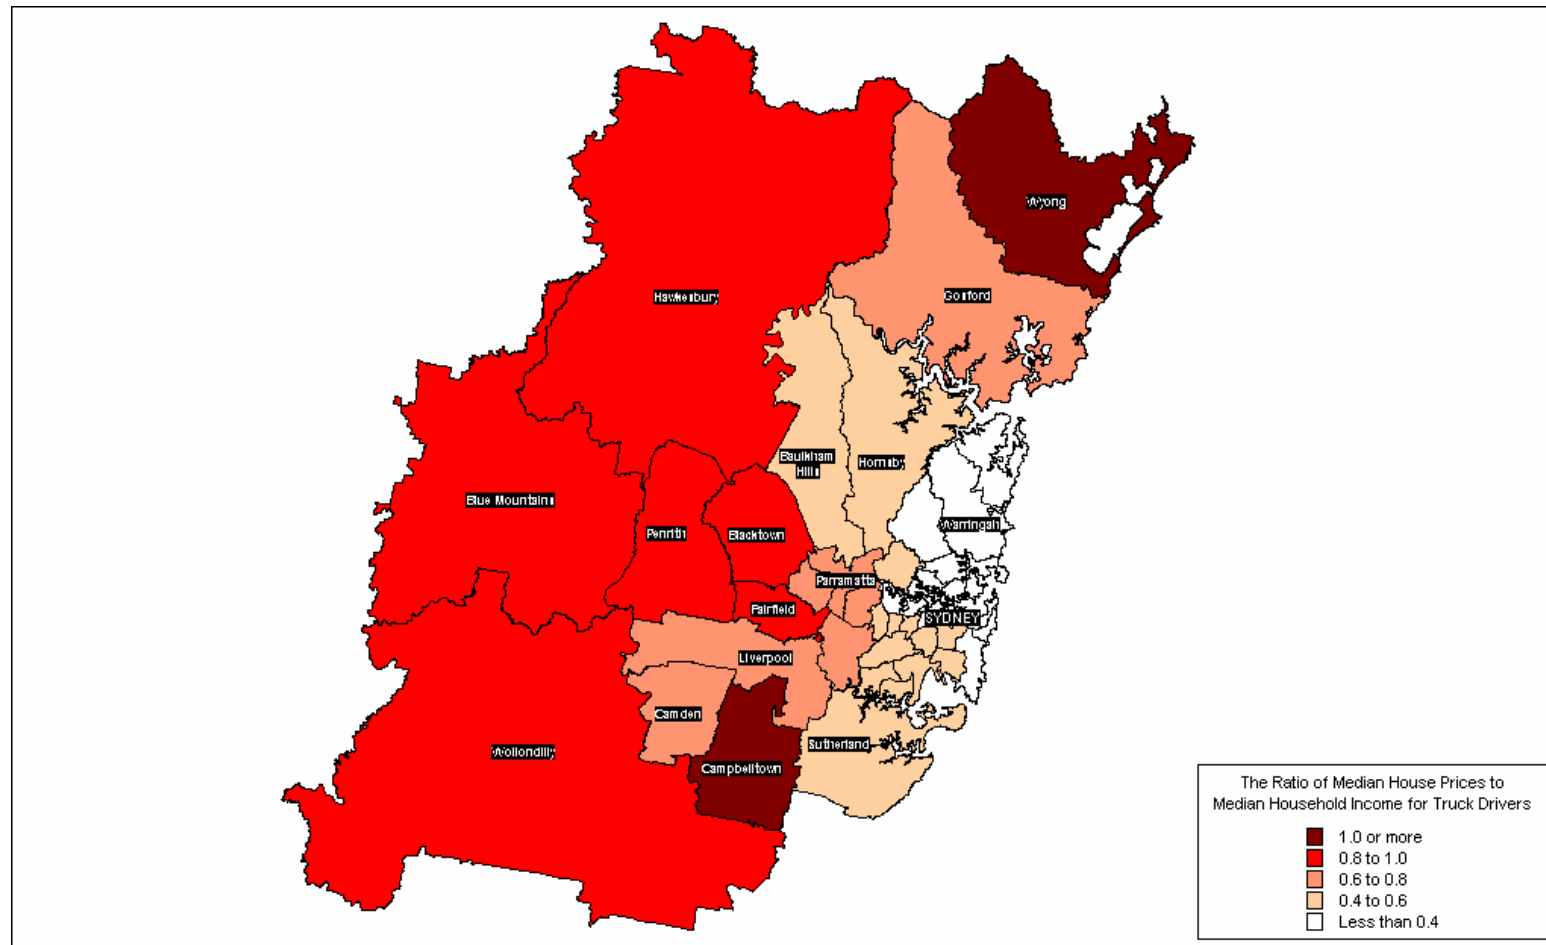 Wyong
Gosford
Hawkesbury
Baulkham
Hills
Hornsby
Blue Mountains
Warringah
Penrith
Blacktown
Parramatta
Fairfield
SYDNEY
Liverpool
Camden
Sutherland
Wollondilly
Campbelltown
The Ratio of Median House Prices to
Median Household Income for Truck Drivers
1.0 or more
0.8 to 1.0
0.6 to 0.8
0.4 to 0.6
Less than 0.4